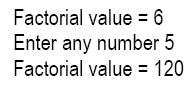 Factorial value = 6
Enter any number 5
Factorial value = 120